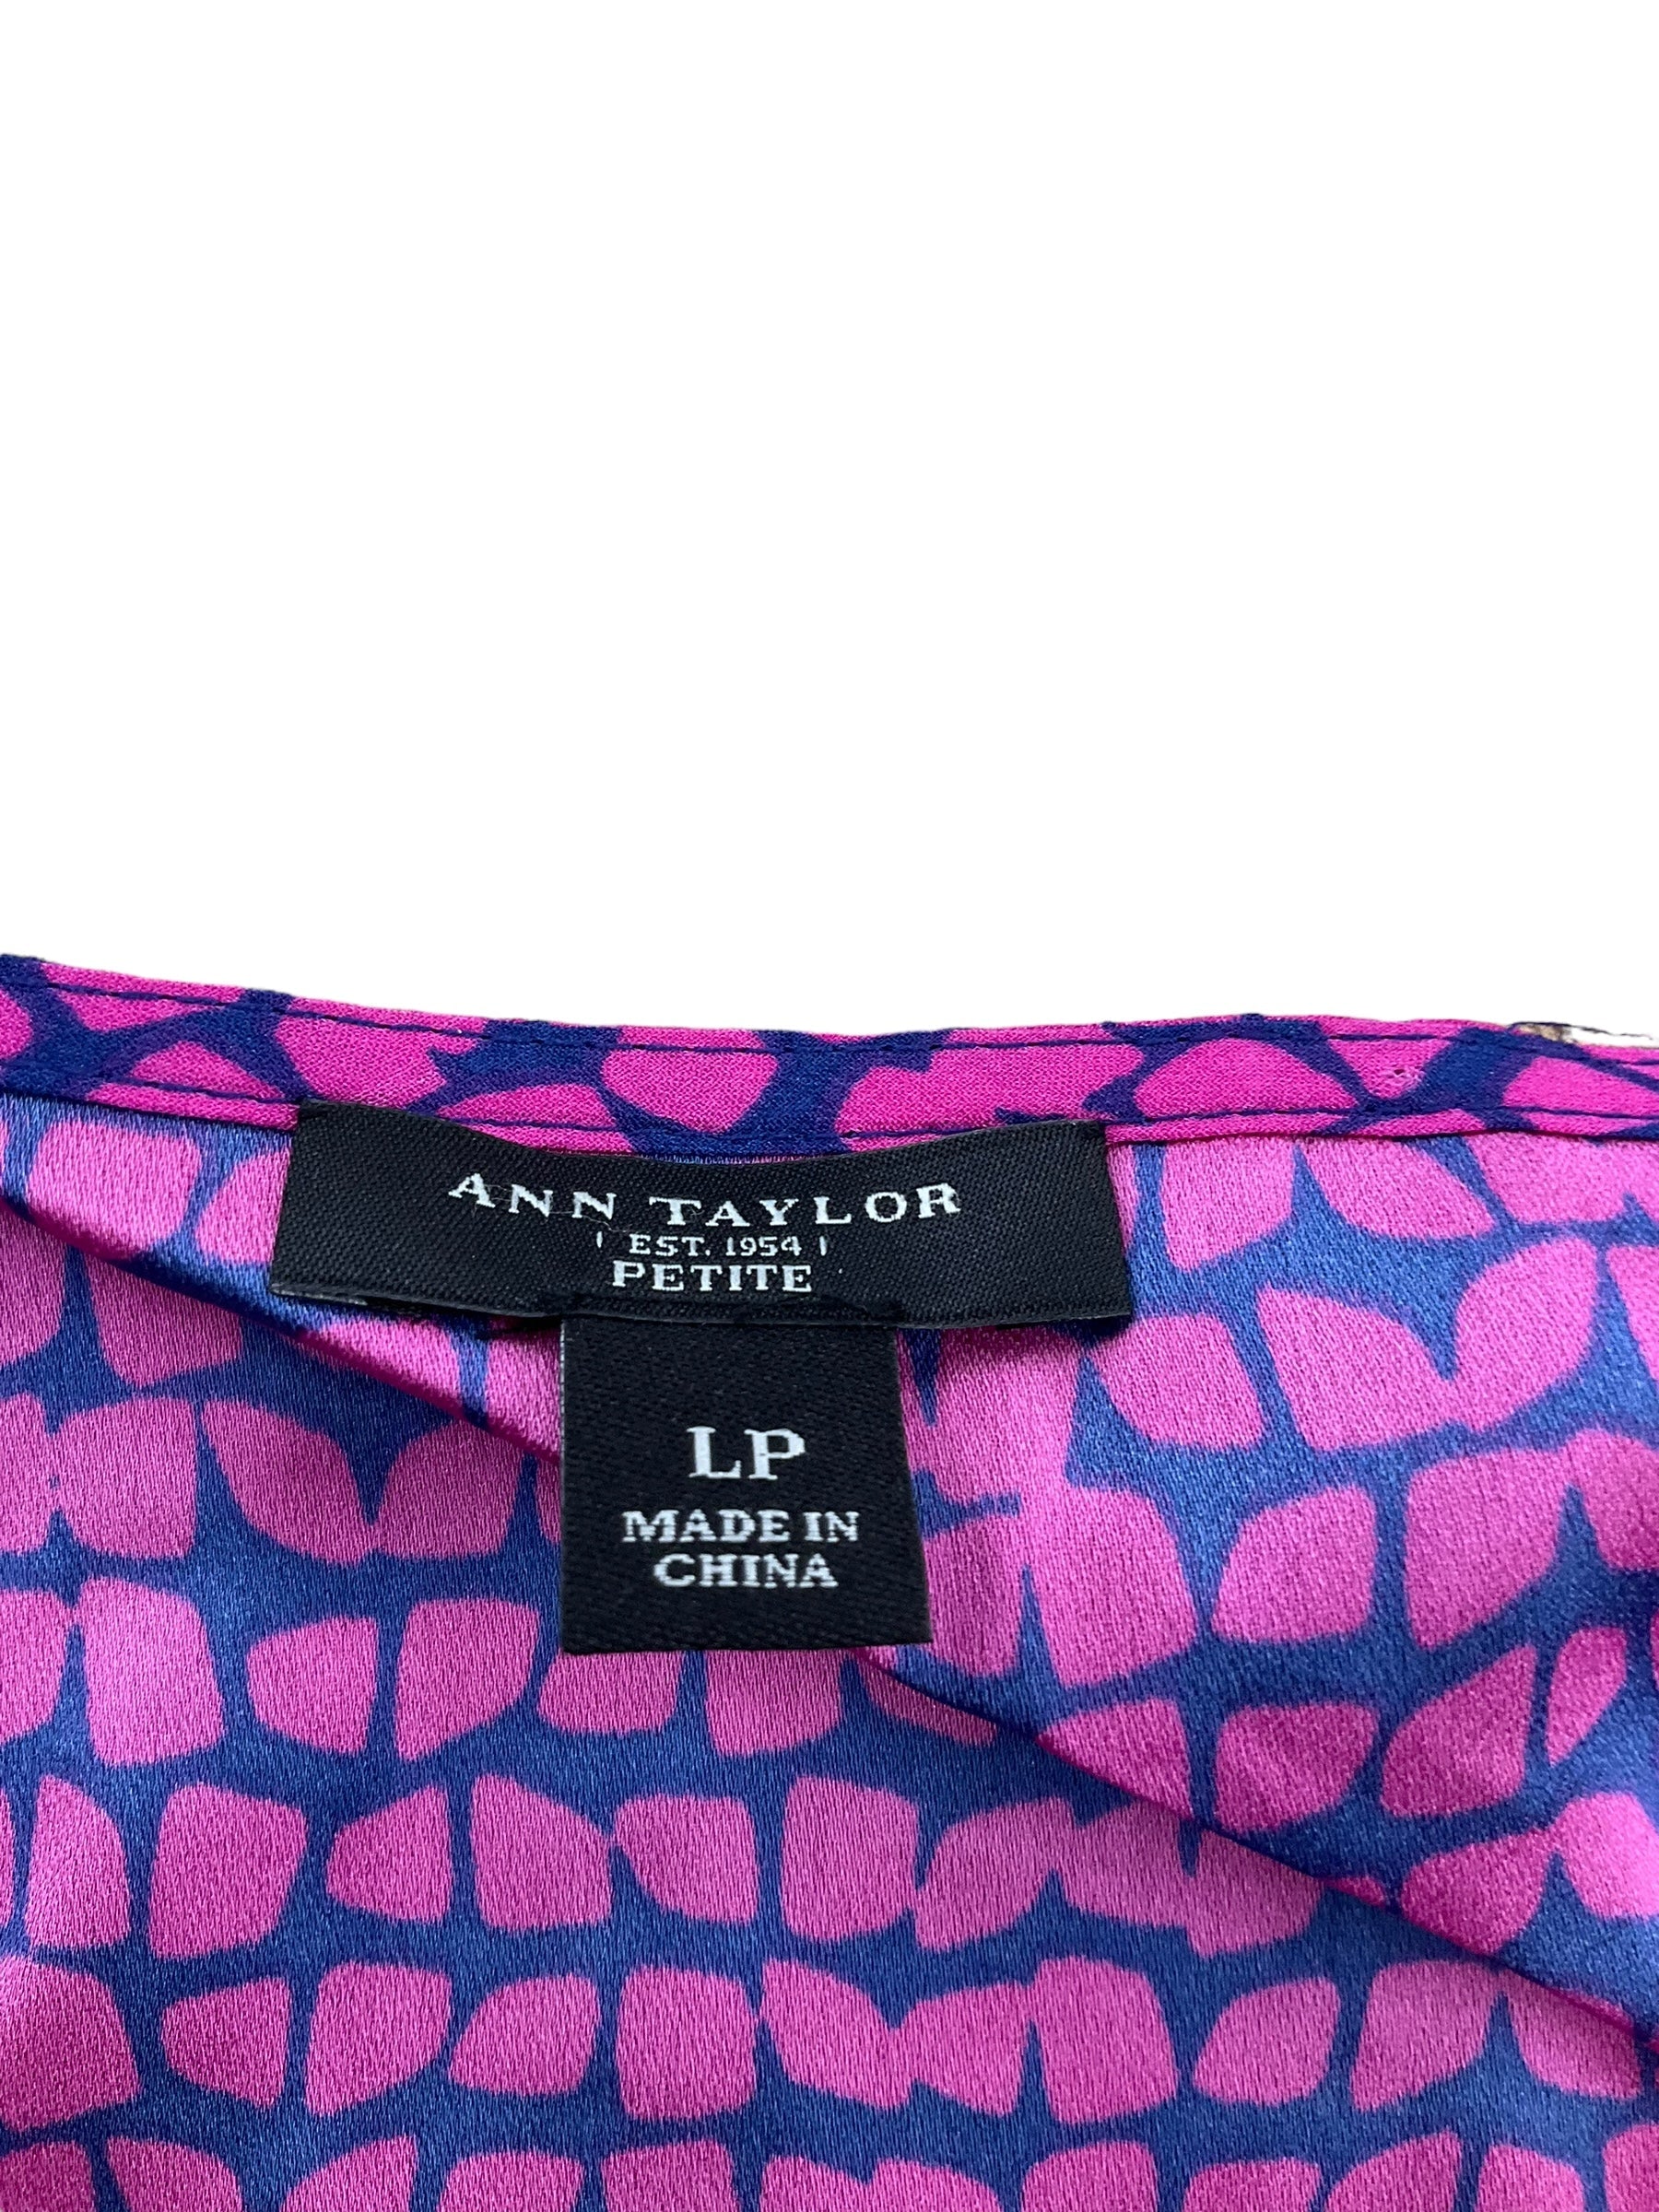 ANN TAYLOR
EST. 1954
PETITE
LP
MADE IN
CHINA